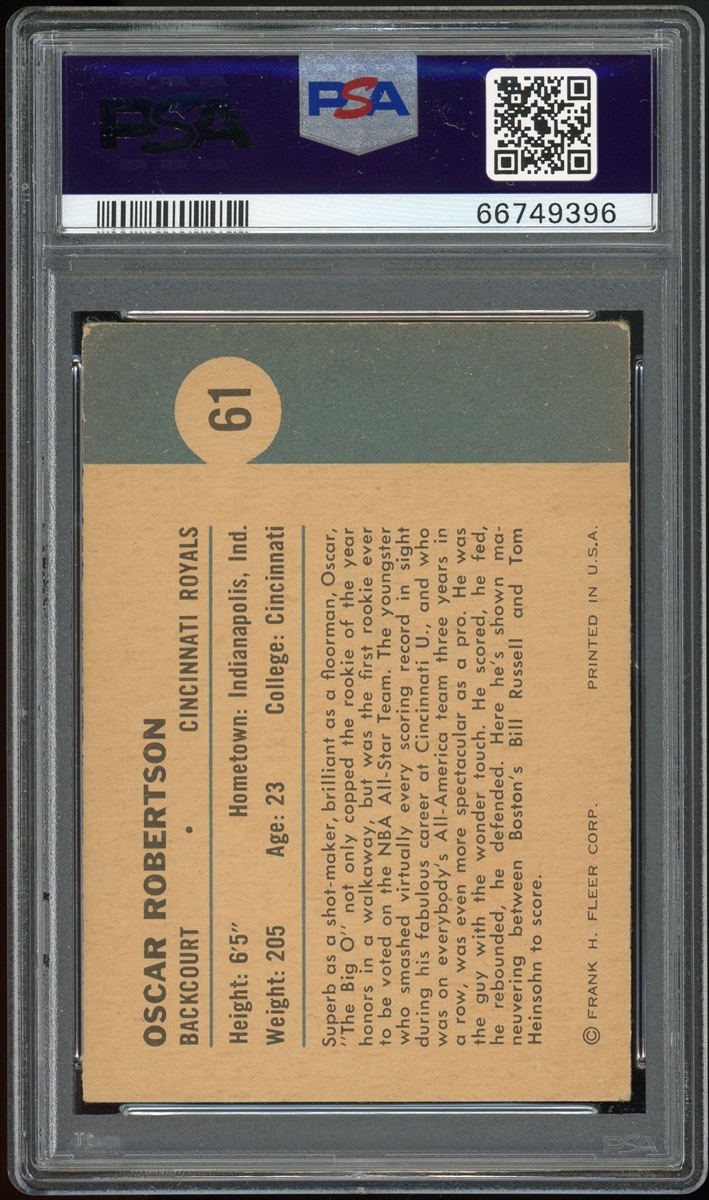 PSA
PSA
66749396
61
OSCAR ROBERTSON
BACKCOURT • CINCINNATI ROYALS
Height: 6'5" Hometown: Indianapolis, Ind.
Weight: 205 Age: 23 College: Cincinnati
Superb as a shot-maker, brilliant as a floorman, Oscar,
"The Big O" not only copped the rookie of the year
honors in a walkaway, but was the first rookie ever
to be voted on the NBA All-Star Team. The youngster
who smashed virtually every scoring record in sight
during his fabulous career at Cincinnati U., and who
was on everybody's All-America team three years in
a row, was even more spectacular as a pro. He was
the guy with the wonder touch. He scored, he fed,
he rebounded, he defended. Here he's shown ma-
neuvering between Boston's Bill Russell and Tom
Heinsohn to score.
© FRANK H. FLEER CORP. PRINTED IN U.S.A.
PSA